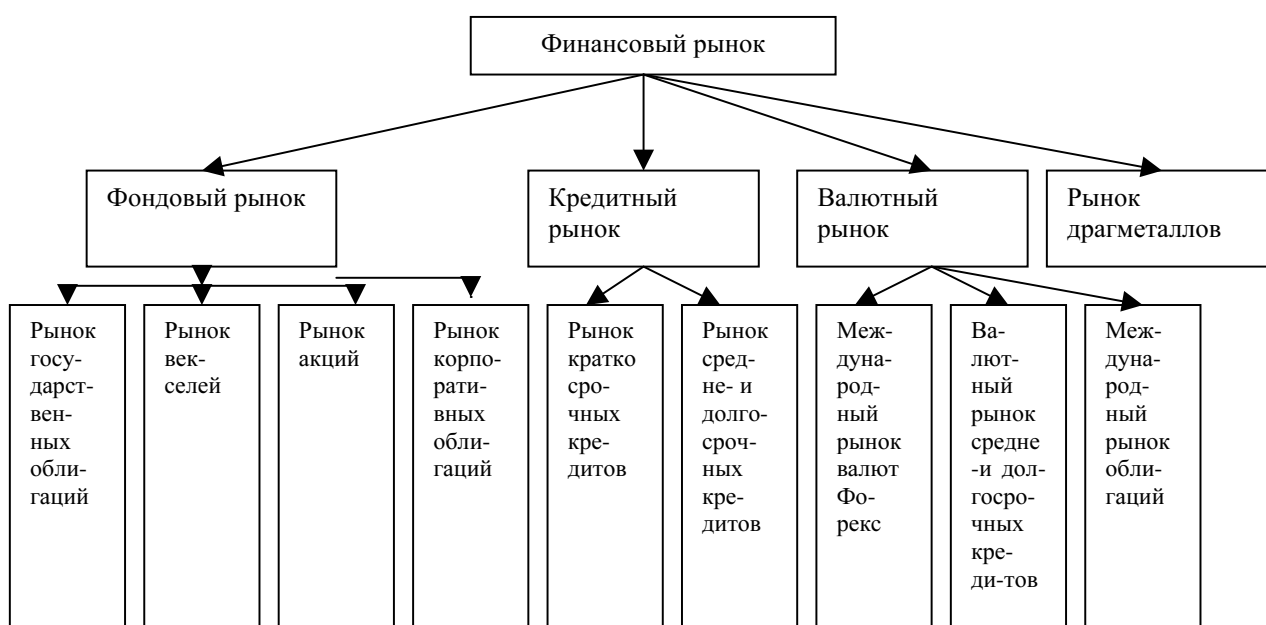 Финансовый рынок
Фондовый рынок
Кредитный
рынок
Валютный
рынок
Рынок
драгметаллов
Рынок
госу-
дарст-
вен-
ных
обли-
гаций
Рынок
век-
селей
Рынок
акций
Рынок
корпо-
рати-
вных
обли-
гаций
Рынок
кратко
сро-
чных
кре-
дитов
Рынок
сред-
не- и
долго-
сроч-
ных
кре-
дитов
Меж-
дуна-
род-
ный
рынок
валют
Фо-
рекс
Ва-
лют-
ный
рынок
средне
-и дол-
госро-
чных
кре-
ди-тов
Меж-
дуна-
род-
ный
рынок
обли-
гаций